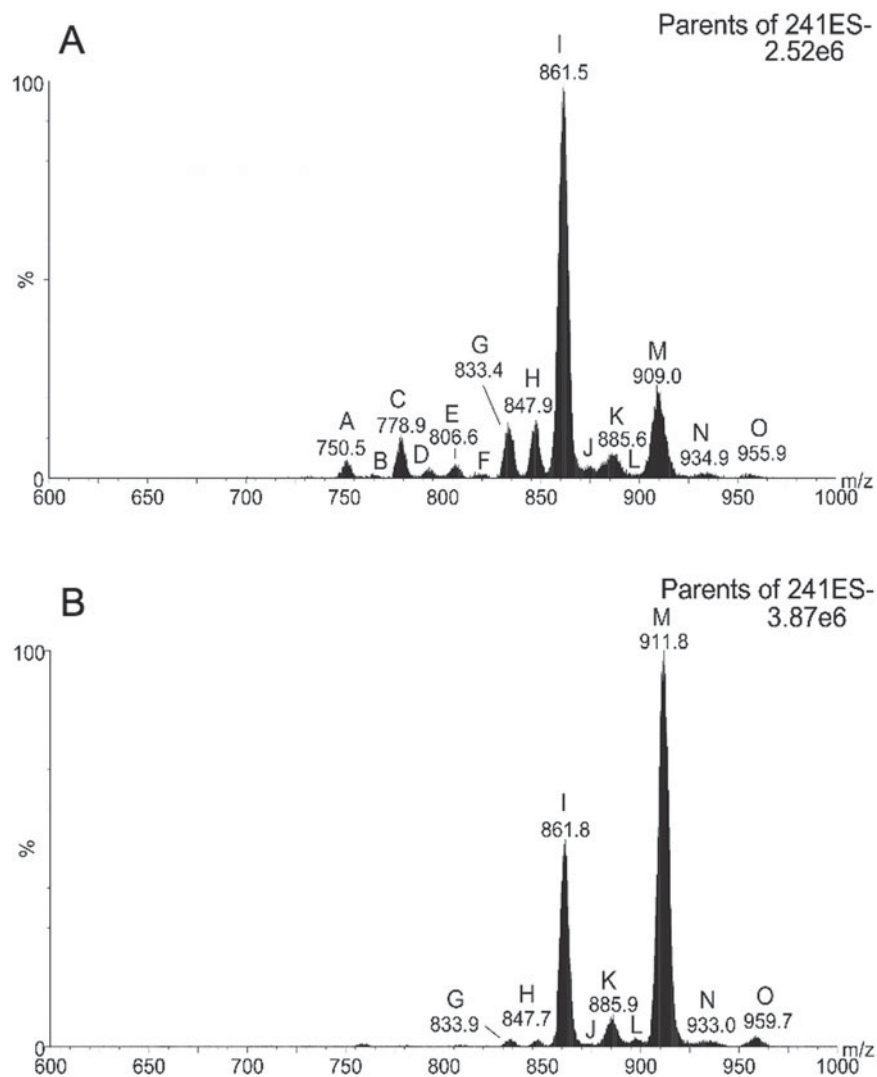 A
Parents of 241ES-
2.52e6
I
861.5
100
%
0
G
833.4
H
847.9
M
909.0
A
750.5
B
C
778.9
D
E
806.6
F
J
K
885.6
L
N
934.9
O
955.9
600 650 700 750 800 850 900 950 1000 m/z
B
Parents of 241ES-
3.87e6
M
911.8
100
%
0
I
861.8
G
833.9
H
847.7
J
K
885.9
L
N
933.0
O
959.7
600 650 700 750 800 850 900 950 1000 m/z